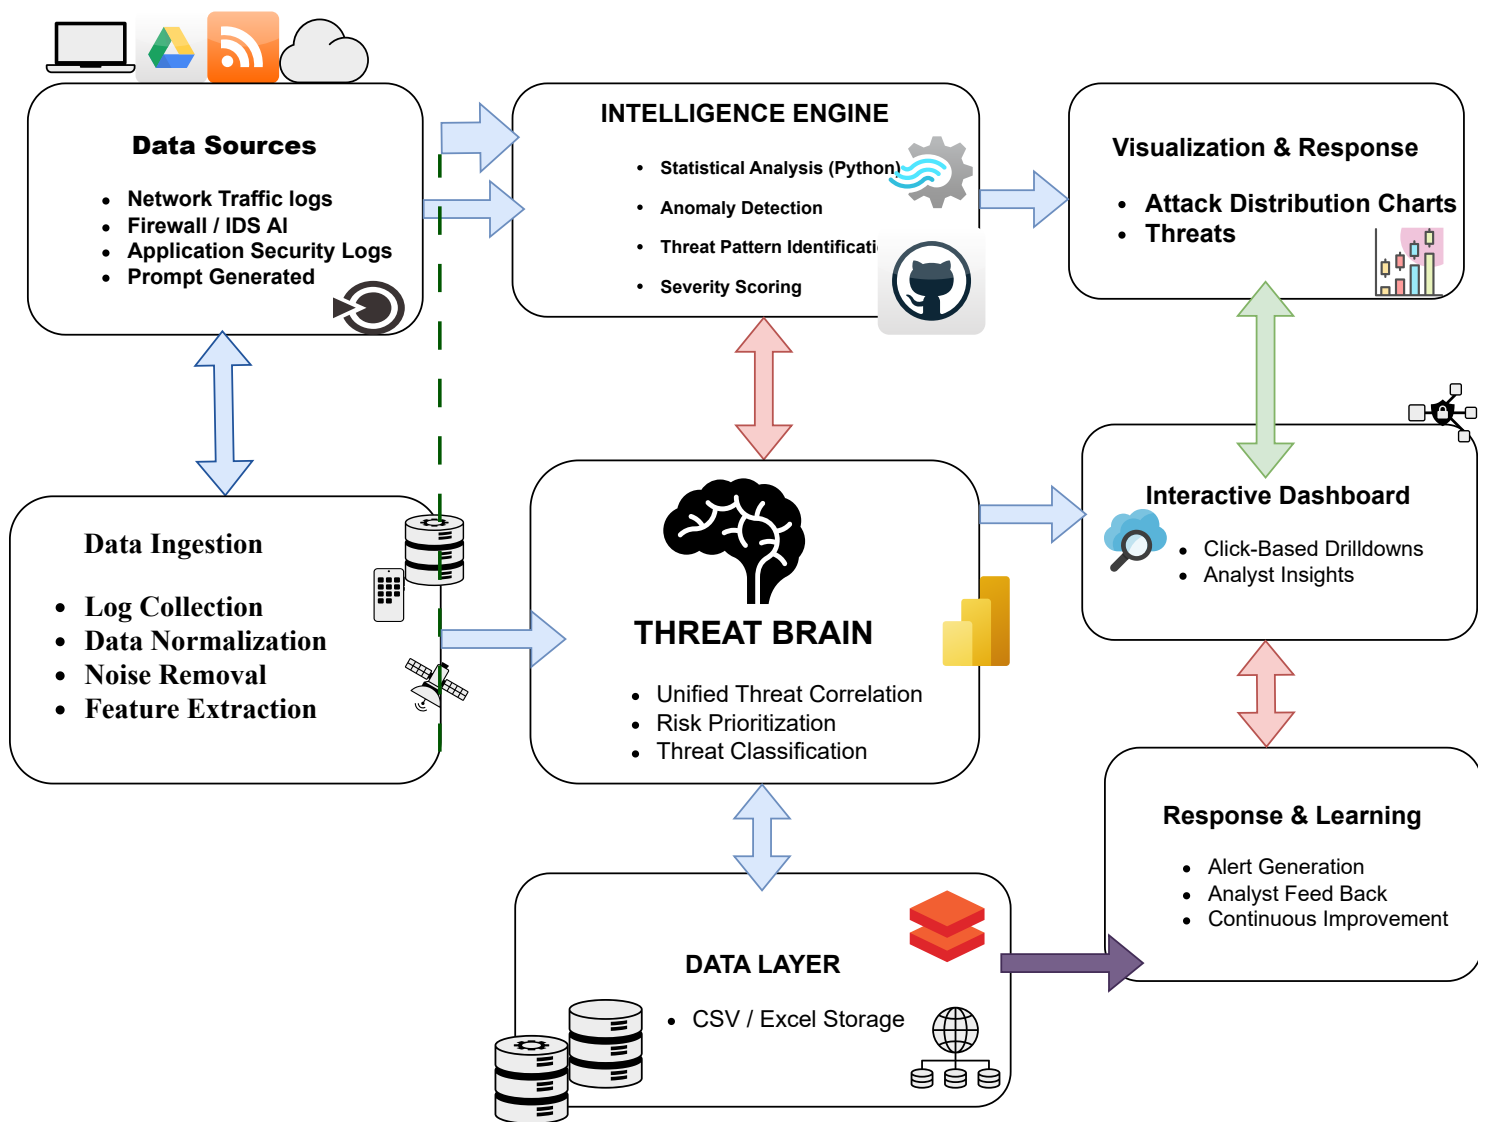 Data Sources
• Network Traffic logs
• Firewall / IDS AI
• Application Security Logs
• Prompt Generated
INTELLIGENCE ENGINE
• Statistical Analysis (Python)
• Anomaly Detection
• Threat Pattern Identificati
• Severity Scoring
Visualization & Response
• Attack Distribution Charts
• Threats
Data Ingestion
• Log Collection
• Data Normalization
• Noise Removal
• Feature Extraction
THREAT BRAIN
• Unified Threat Correlation
• Risk Prioritization
• Threat Classification
Interactive Dashboard
• Click-Based Drilldowns
• Analyst Insights
Response & Learning
• Alert Generation
• Analyst Feed Back
• Continuous Improvement
DATA LAYER
• CSV / Excel Storage